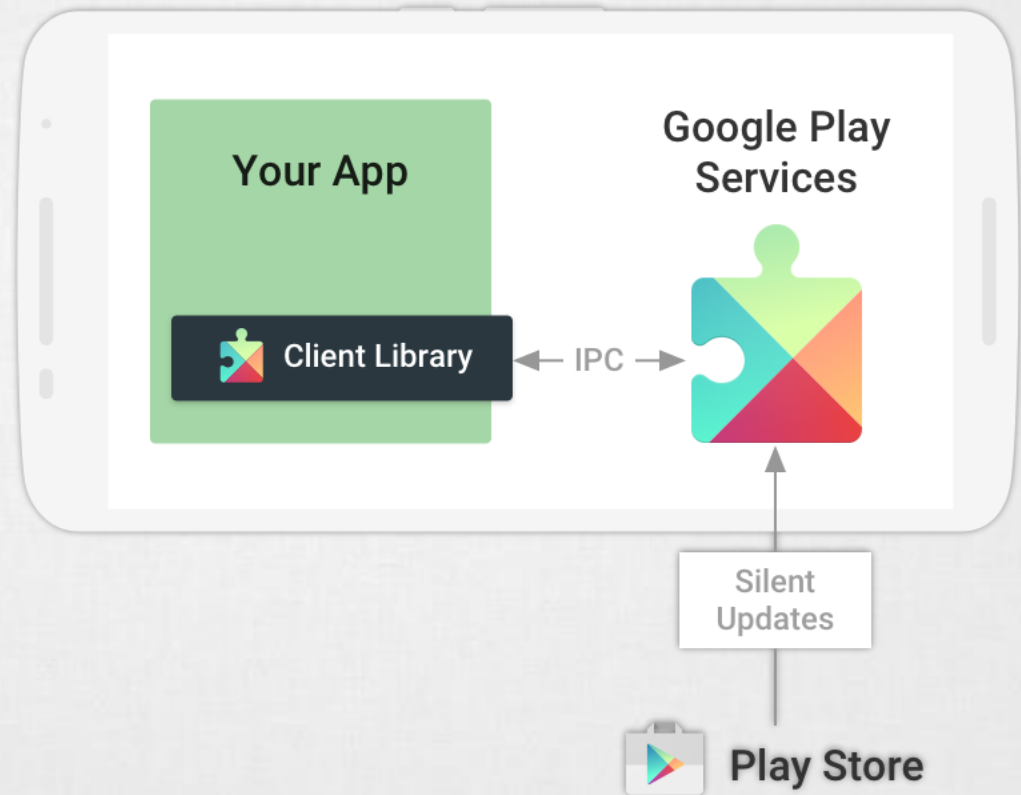 Your App
Google Play
Services
Client Library
IPC
Silent
Updates
Play Store